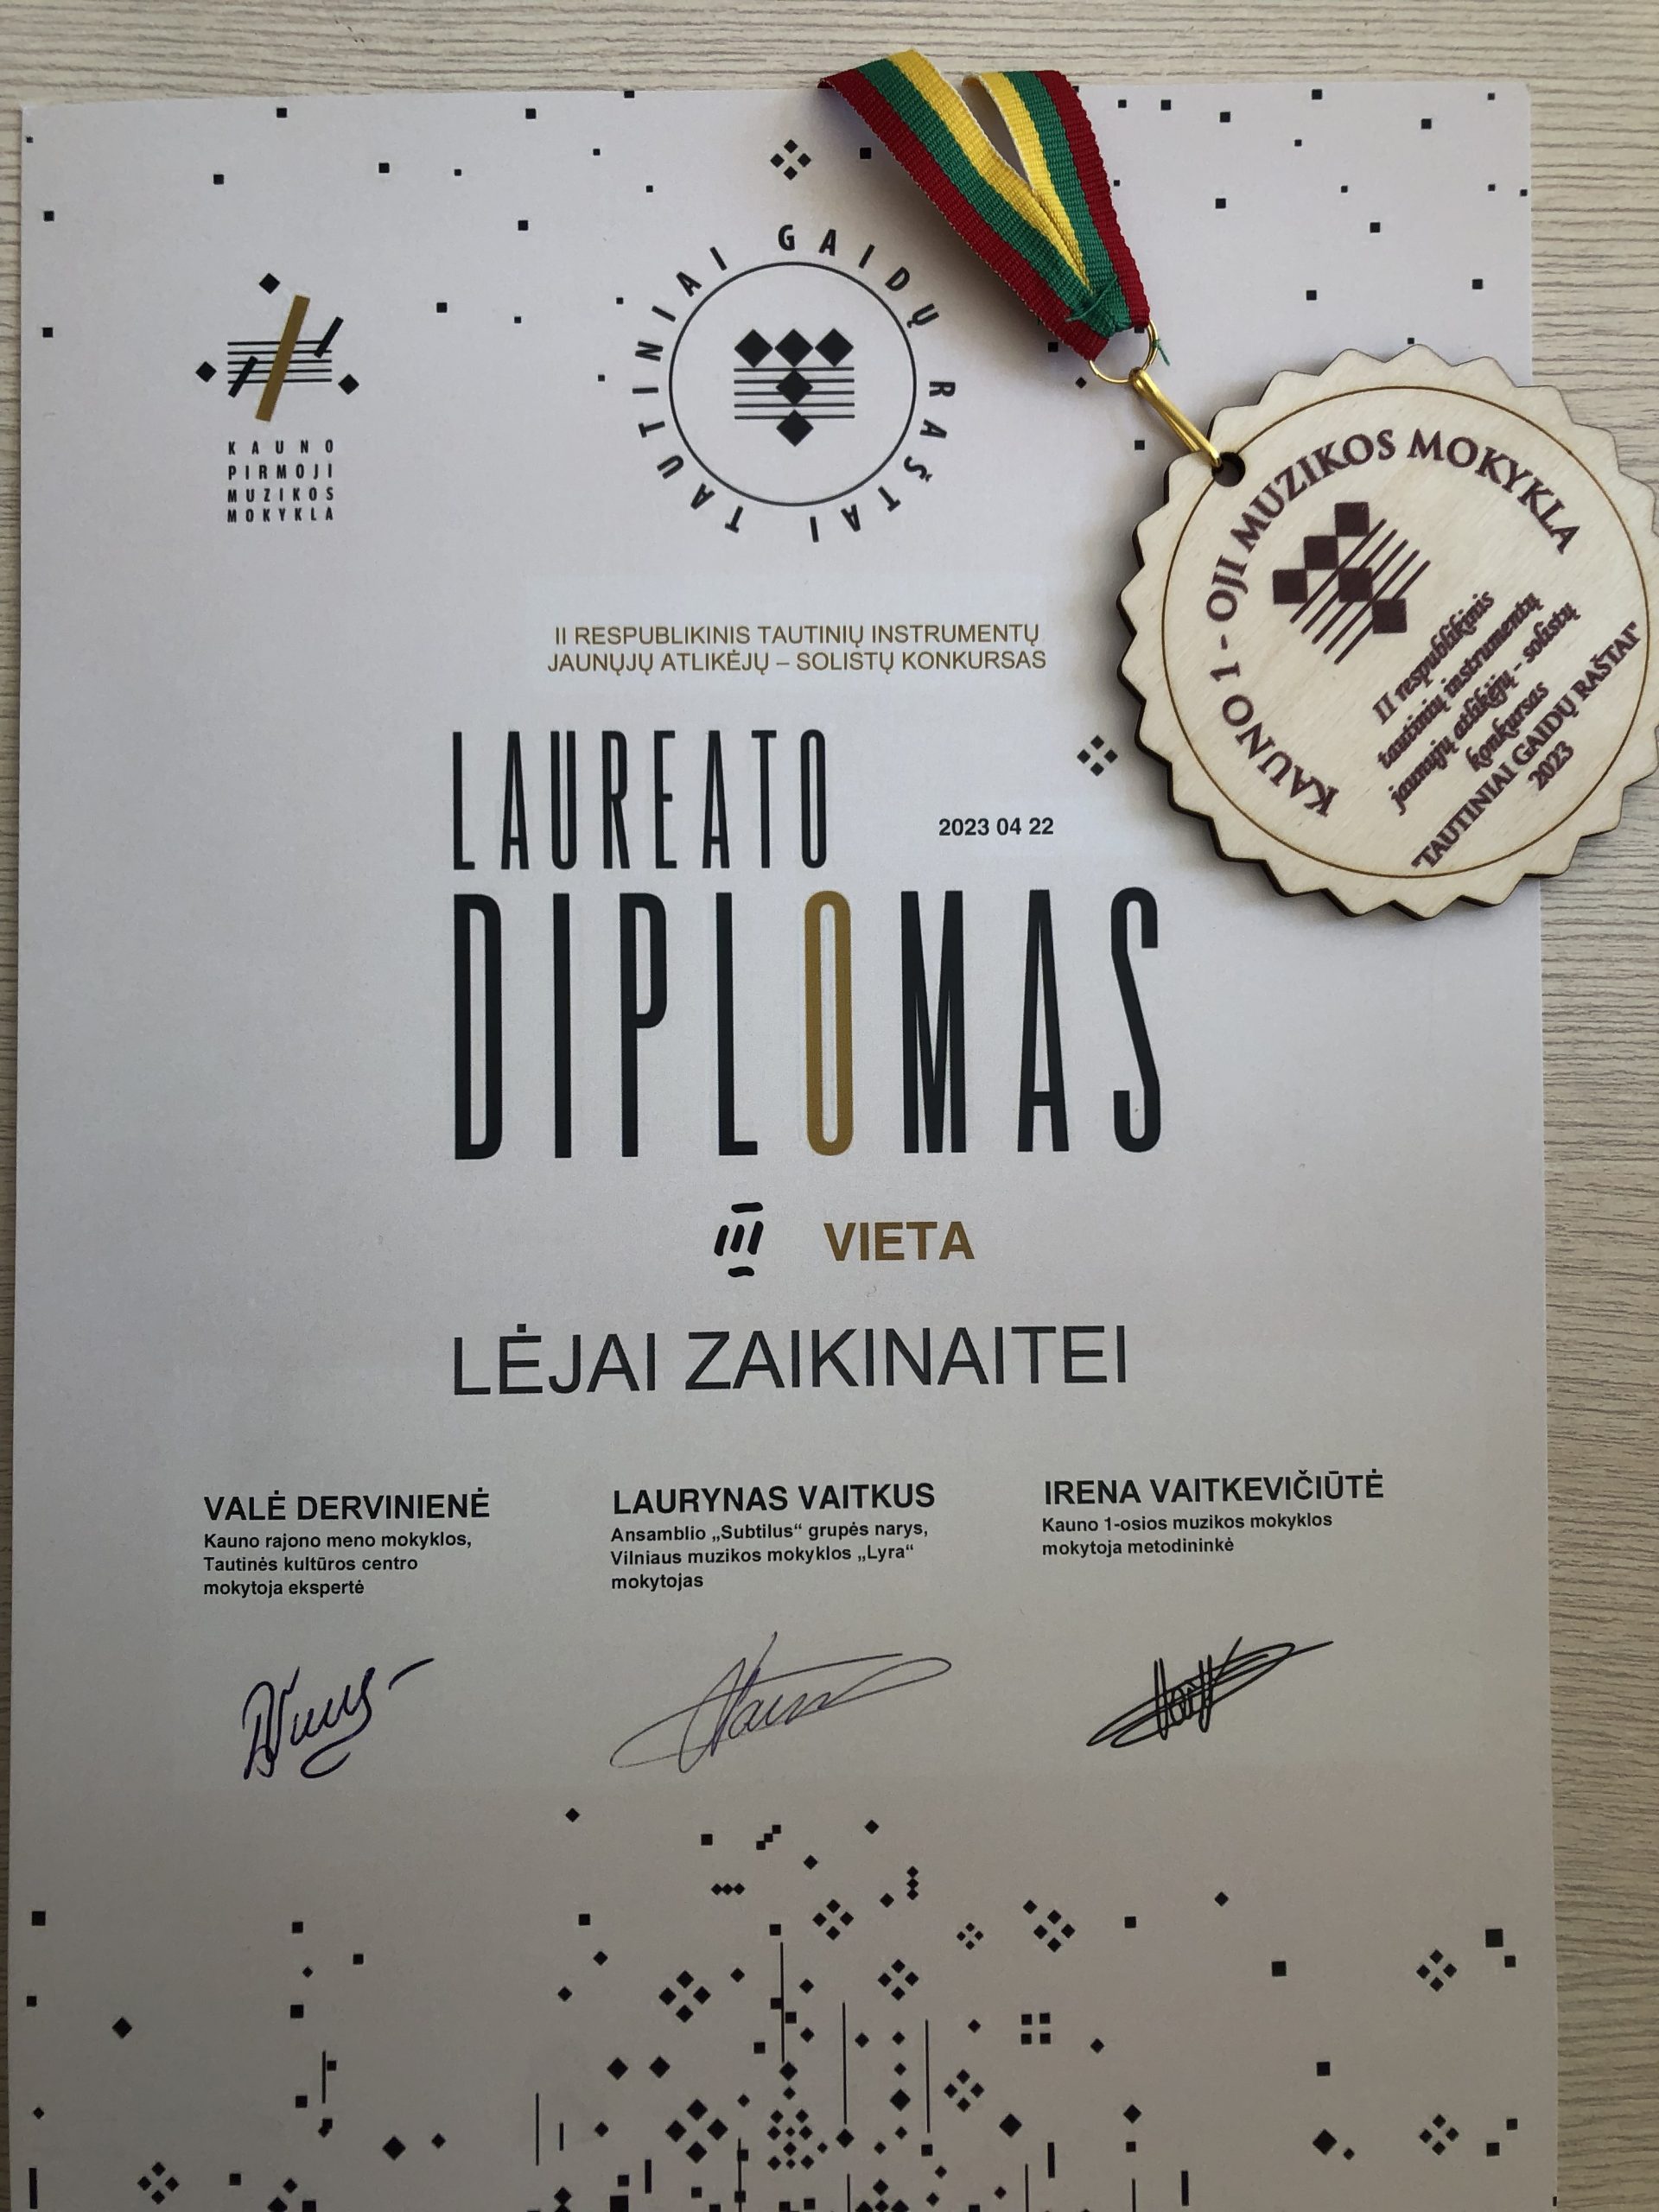 TAUTINIAI GAIDŲ RAŠTAI
KAUNO
PIRMOJI
MUZIKOS
MOKYKLA
KAUNO 1 - OJI MUZIKOS MOKYKLA
II respublikinis
tautinių instrumentų
jaunųjų atlikėjų - solistų
konkursas
"TAUTINIAI GAIDŲ RAŠTAI"
2023
II RESPUBLIKINIS TAUTINIŲ INSTRUMENTŲ
JAUNŲJŲ ATLIKĖJŲ – SOLISTŲ KONKURSAS
LAUREATO
2023 04 22
DIPLOMAS
III VIETA
LĖJAI ZAIKINAITEI
VALĖ DERVINIENĖ
Kauno rajono meno mokyklos,
Tautinės kultūros centro
mokytoja ekspertė
LAURYNAS VAITKUS
Ansamblio „Subtilus“ grupės narys,
Vilniaus muzikos mokyklos „Lyra“
mokytojas
IRENA VAITKEVIČIŪTĖ
Kauno 1-osios muzikos mokyklos
mokytoja metodininkė